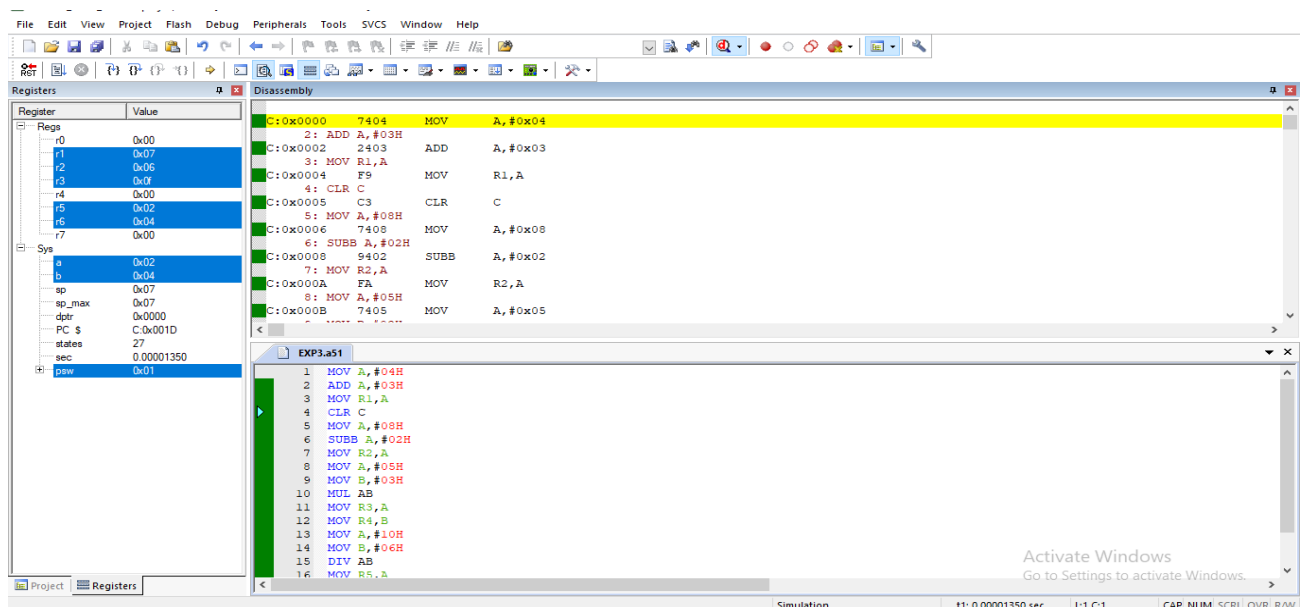 File Edit View Project Flash Debug Peripherals Tools SVCS Window Help
Registers
Disassembly
Register Value
Regs
r0 0x00
r1 0x07
r2 0x06
r3 0x0f
r4 0x00
r5 0x02
r6 0x04
r7 0x00
Sys
a 0x02
b 0x04
sp 0x07
sp_max 0x07
dptr 0x0000
PC $ C:0x001D
states 27
sec 0.00001350
psw 0x01
C:0x0000 7404 MOV A,#0x04
2: ADD A,#03H
C:0x0002 2403 ADD A,#0x03
3: MOV R1,A
C:0x0004 F9 MOV R1,A
4: CLR C
C:0x0005 C3 CLR C
5: MOV A,#08H
C:0x0006 7408 MOV A,#0x08
6: SUBB A,#02H
C:0x0008 9402 SUBB A,#0x02
7: MOV R2,A
C:0x000A FA MOV R2,A
8: MOV A,#05H
C:0x000B 7405 MOV A,#0x05
EXP3.a51
1 MOV A,#04H
2 ADD A,#03H
3 MOV R1,A
4 CLR C
5 MOV A,#08H
6 SUBB A,#02H
7 MOV R2,A
8 MOV A,#05H
9 MOV B,#03H
10 MUL AB
11 MOV R3,A
12 MOV R4,B
13 MOV A,#10H
14 MOV B,#06H
15 DIV AB
16 MOV R5,A
Activate Windows
Go to Settings to activate Windows.
Project Registers
Simulation t1: 0.00001350 sec L:1 C:1 CAP NUM SCRL OVR R/W